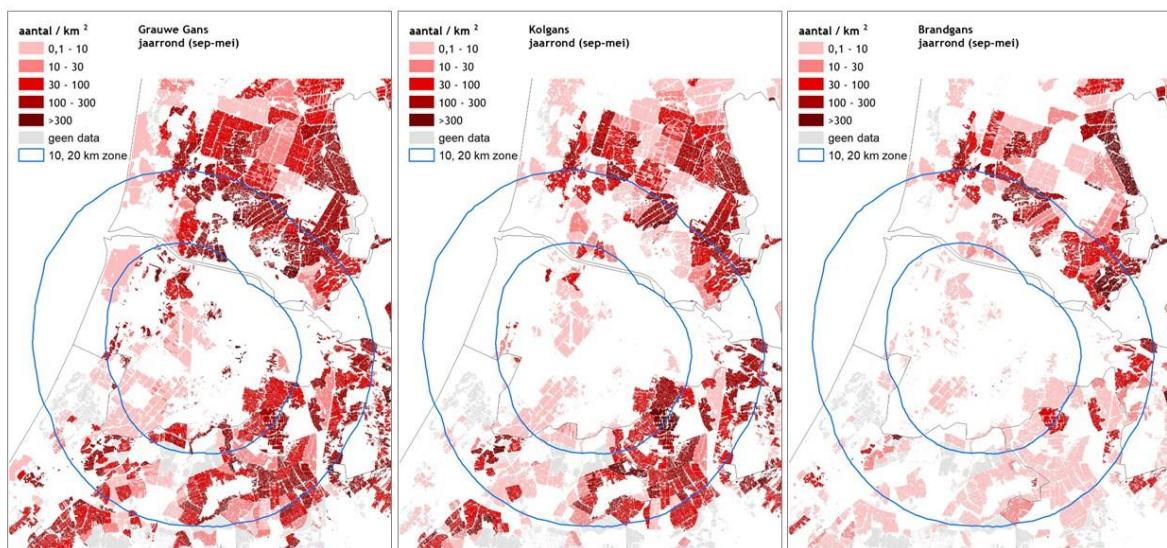 aantal / km ²
Grauwe Gans
jaarrond (sep-mei)
0,1 - 10
10 - 30
30 - 100
100 - 300
>300
geen data
10, 20 km zone
aantal / km ²
Kolgans
jaarrond (sep-mei)
0,1 - 10
10 - 30
30 - 100
100 - 300
>300
geen data
10, 20 km zone
aantal / km ²
Brandgans
jaarrond (sep-mei)
0,1 - 10
10 - 30
30 - 100
100 - 300
>300
geen data
10, 20 km zone